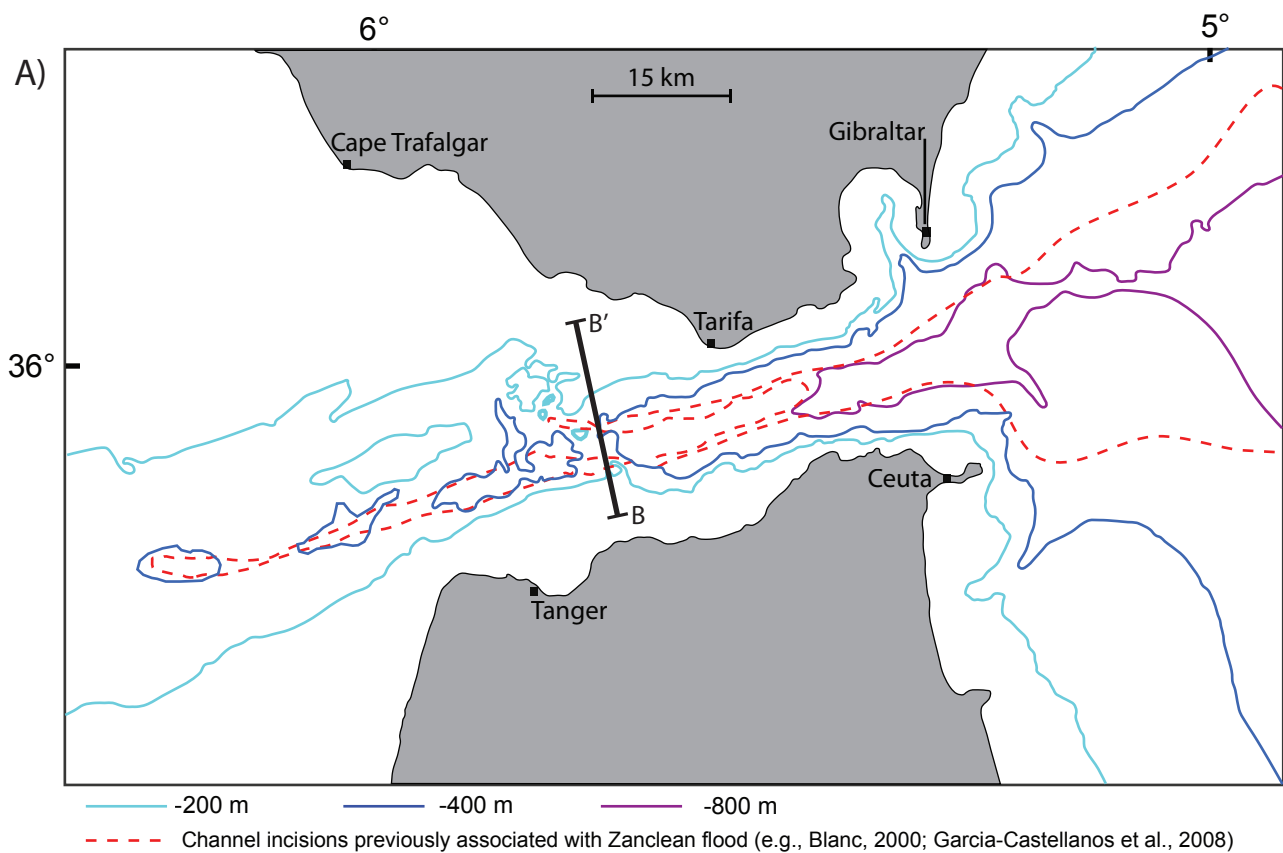 6°
5°
A)
15 km
Cape Trafalgar
Gibraltar
B’
Tarifa
36°
B
Ceuta
Tanger
-200 m
-400 m
-800 m
Channel incisions previously associated with Zanclean flood (e.g., Blanc, 2000; Garcia-Castellanos et al., 2008)